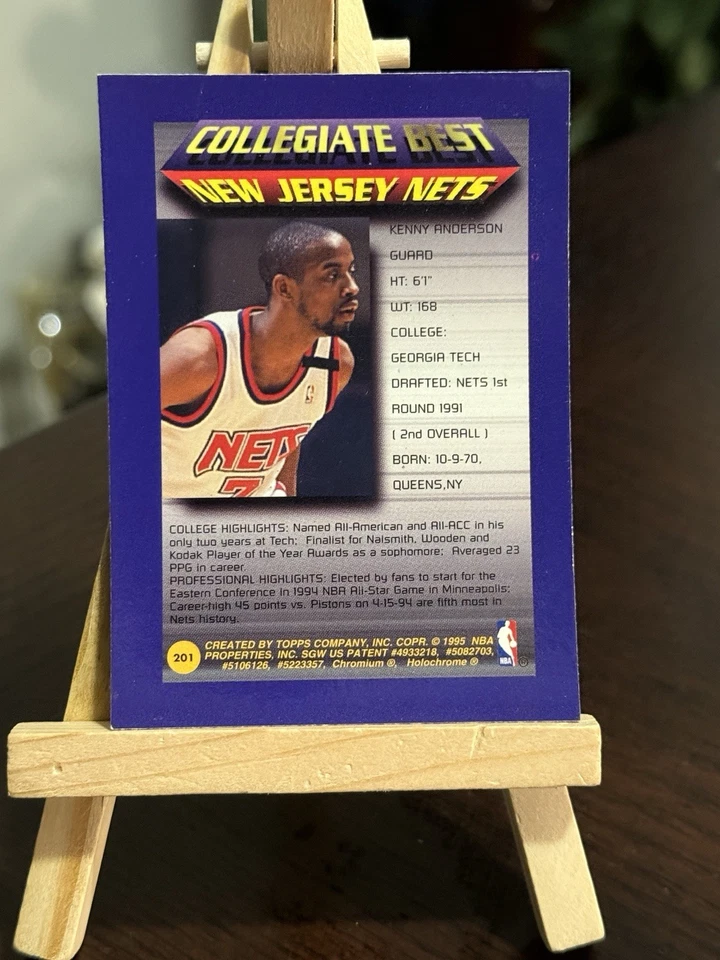 COLLEGIATE BEST
NEW JERSEY NETS
KENNY ANDERSON
GUARD
HT: 6'1"
WT: 168
COLLEGE:
GEORGIA TECH
DRAFTED: NETS 1st
ROUND 1991
( 2nd OVERALL )
BORN: 10-9-70,
QUEENS,NY
NETS
7
COLLEGE HIGHLIGHTS: Named All-American and All-ACC in his
only two years at Tech; Finalist for Naismith, Wooden and
Kodak Player of the Year Awards as a sophomore; Averaged 23
PPG in career.
PROFESSIONAL HIGHLIGHTS: Elected by fans to start for the
Eastern Conference in 1994 NBA All-Star Game in Minneapolis;
Career-high 45 points vs. Pistons on 4-15-94 are fifth most in
Nets history.
201
CREATED BY TOPPS COMPANY, INC. COPR. © 1995 NBA
PROPERTIES, INC. SGW US PATENT #4933218, #5082703,
#5106126, #5223357, Chromium ®, Holochrome ®
NBA ®